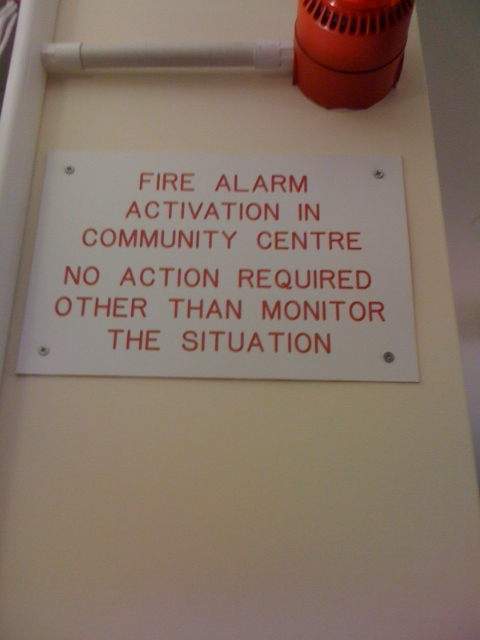 FIRE ALARM
ACTIVATION IN
COMMUNITY CENTRE
NO ACTION REQUIRED
OTHER THAN MONITOR
THE SITUATION